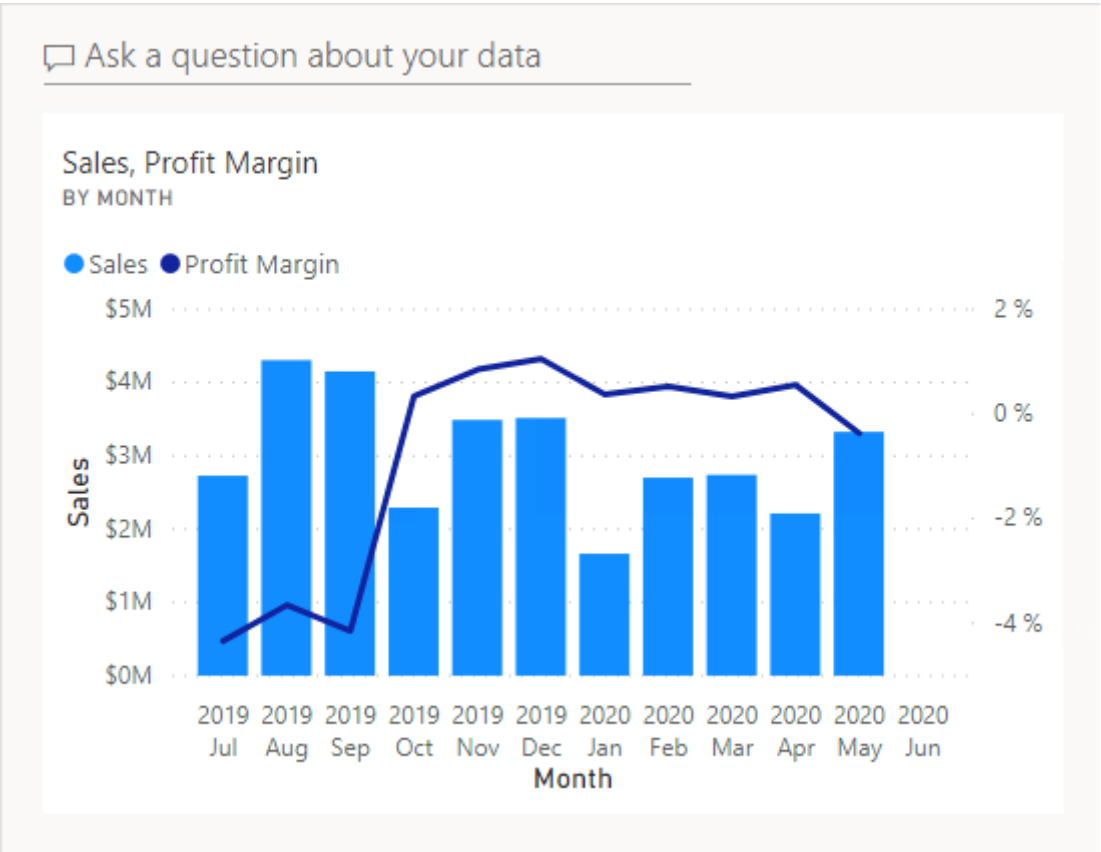 Ask a question about your data
Sales, Profit Margin
BY MONTH
Sales Profit Margin
$5M 2 %
$4M
0 %
$3M
-2 %
$2M
$1M
-4 %
$0M
Sales
2019 2019 2019 2019 2019 2019 2020 2020 2020 2020 2020 2020
Jul Aug Sep Oct Nov Dec Jan Feb Mar Apr May Jun
Month